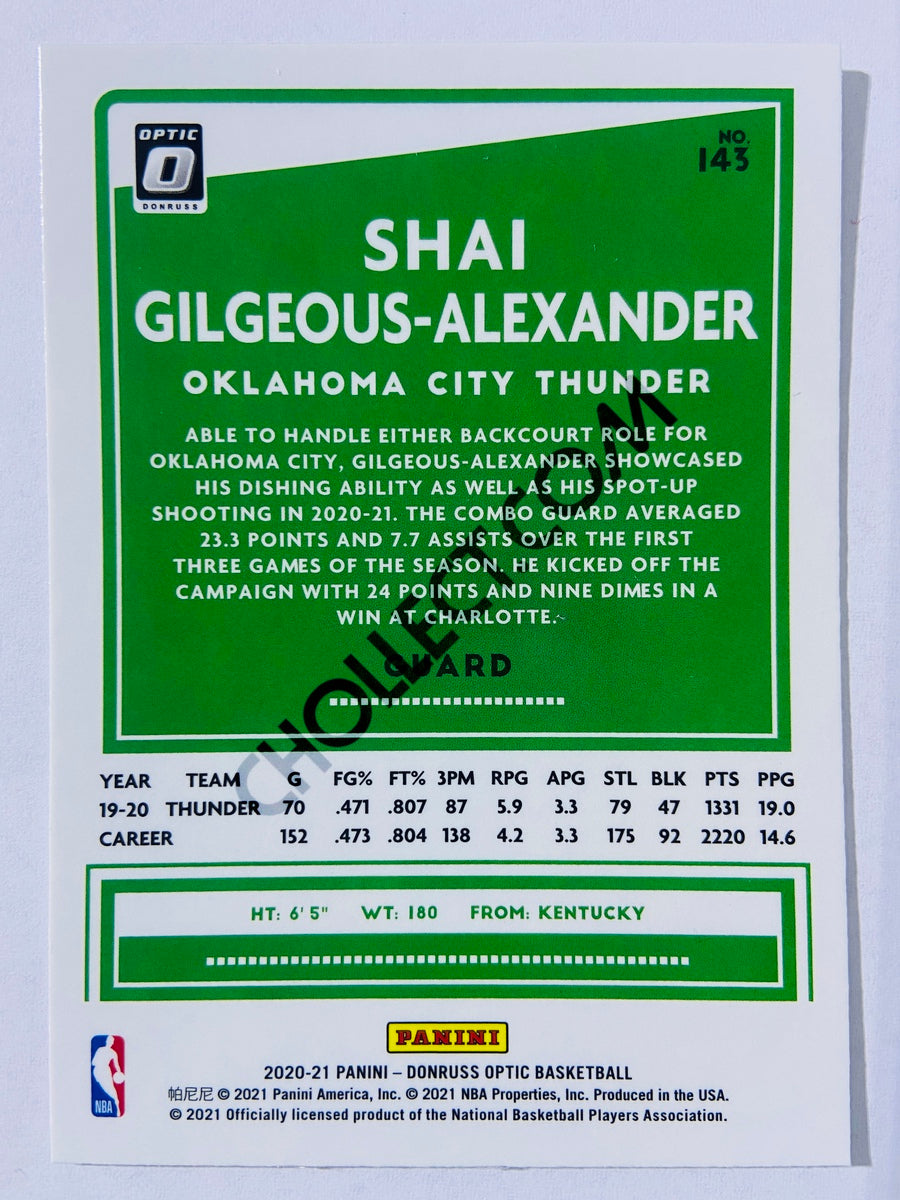 OPTIC
DONRUSS
NO.
143
SHAI
GILGEOUS-ALEXANDER
OKLAHOMA CITY THUNDER
ABLE TO HANDLE EITHER BACKCOURT ROLE FOR
OKLAHOMA CITY, GILGEOUS-ALEXANDER SHOWCASED
HIS DISHING ABILITY AS WELL AS HIS SPOT-UP
SHOOTING IN 2020-21. THE COMBO GUARD AVERAGED
23.3 POINTS AND 7.7 ASSISTS OVER THE FIRST
THREE GAMES OF THE SEASON. HE KICKED OFF THE
CAMPAIGN WITH 24 POINTS AND NINE DIMES IN A
WIN AT CHARLOTTE.
GUARD
CHOLLECT.COM
YEAR TEAM G FG% FT% 3PM RPG APG STL BLK PTS PPG
19-20 THUNDER 70 .471 .807 87 5.9 3.3 79 47 1331 19.0
CAREER 152 .473 .804 138 4.2 3.3 175 92 2220 14.6
HT: 6' 5" WT: 180 FROM: KENTUCKY
PANINI
NBA
2020-21 PANINI – DONRUSS OPTIC BASKETBALL
帕尼尼 © 2021 Panini America, Inc. © 2021 NBA Properties, Inc. Produced in the USA.
© 2021 Officially licensed product of the National Basketball Players Association.